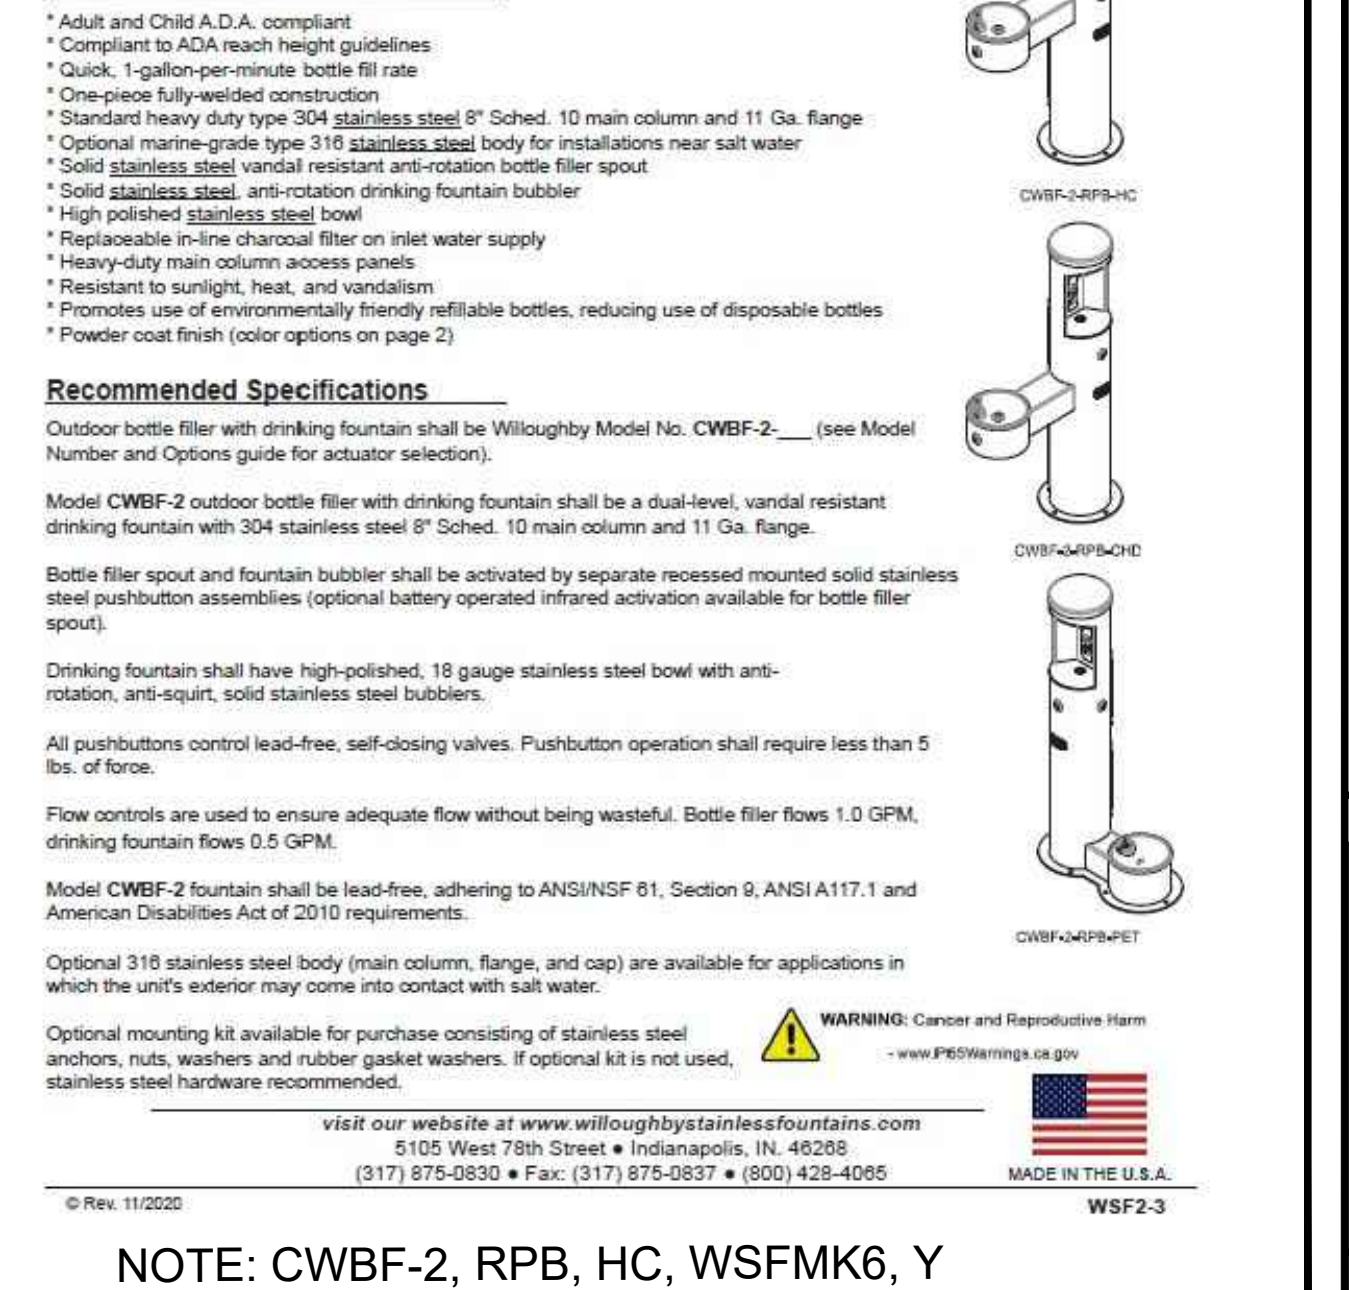 * Adult and Child A.D.A. compliant
* Compliant to ADA reach height guidelines
* Quick, 1-gallon-per-minute bottle fill rate
* One-piece fully-welded construction
* Standard heavy duty type 304 stainless steel 8" Sched. 10 main column and 11 Ga. flange
* Optional marine-grade type 316 stainless steel body for installations near salt water
* Solid stainless steel vandal resistant anti-rotation bottle filler spout
* Solid stainless steel, anti-rotation drinking fountain bubbler
* High polished stainless steel bowl
* Replaceable in-line charcoal filter on inlet water supply
* Heavy-duty main column access panels
* Resistant to sunlight, heat, and vandalism
* Promotes use of environmentally friendly refillable bottles, reducing use of disposable bottles
* Powder coat finish (color options on page 2)
CWBF-2-RPB-HC
Recommended Specifications
Outdoor bottle filler with drinking fountain shall be Willoughby Model No. CWBF-2-___ (see Model
Number and Options guide for actuator selection).
Model CWBF-2 outdoor bottle filler with drinking fountain shall be a dual-level, vandal resistant
drinking fountain with 304 stainless steel 8" Sched. 10 main column and 11 Ga. flange.
CWBF-2-RPB-CHD
Bottle filler spout and fountain bubbler shall be activated by separate recessed mounted solid stainless
steel pushbutton assemblies (optional battery operated infrared activation available for bottle filler
spout).
Drinking fountain shall have high-polished, 18 gauge stainless steel bowl with anti-
rotation, anti-squirt, solid stainless steel bubblers.
All pushbuttons control lead-free, self-closing valves. Pushbutton operation shall require less than 5
lbs. of force.
Flow controls are used to ensure adequate flow without being wasteful. Bottle filler flows 1.0 GPM,
drinking fountain flows 0.5 GPM.
Model CWBF-2 fountain shall be lead-free, adhering to ANSI/NSF 61, Section 9, ANSI A117.1 and
American Disabilities Act of 2010 requirements.
CWBF-2-RPB-PET
Optional 316 stainless steel body (main column, flange, and cap) are available for applications in
which the unit's exterior may come into contact with salt water.
Optional mounting kit available for purchase consisting of stainless steel
anchors, nuts, washers and rubber gasket washers. If optional kit is not used,
stainless steel hardware recommended.
WARNING: Cancer and Reproductive Harm
- www.P65Warnings.ca.gov
visit our website at www.willoughbystainlessfountains.com
5105 West 78th Street ● Indianapolis, IN. 46268
(317) 875-0830 ● Fax: (317) 875-0837 ● (800) 428-4065
MADE IN THE U.S.A.
© Rev. 11/2020
WSF2-3
NOTE: CWBF-2, RPB, HC, WSFMK6, Y